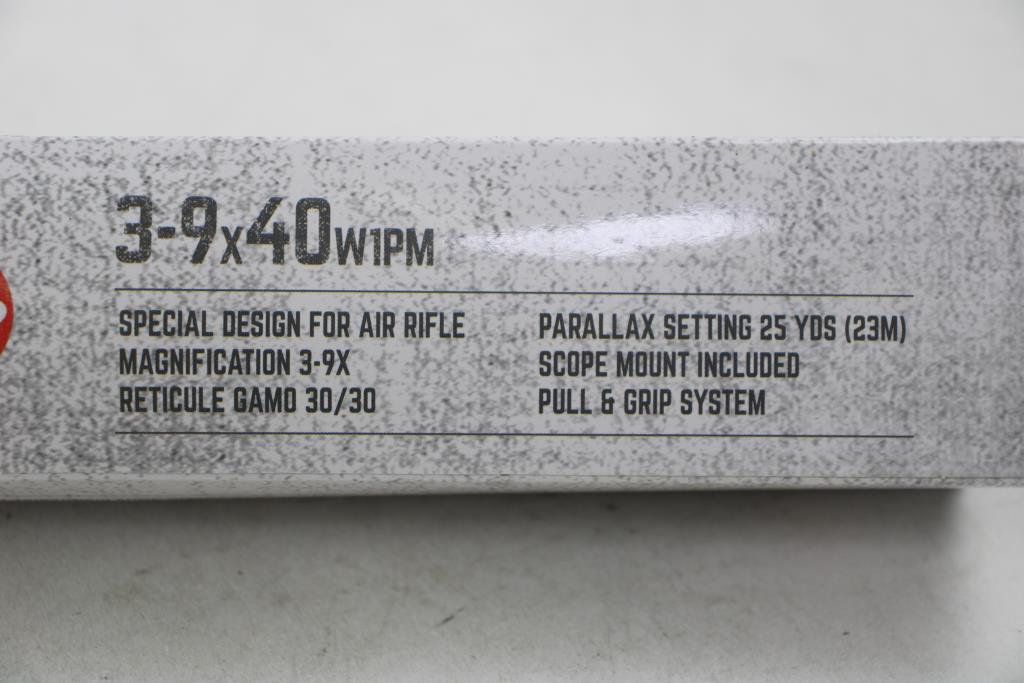 3-9x40W1PM
SPECIAL DESIGN FOR AIR RIFLE
MAGNIFICATION 3-9X
RETICULE GAMO 30/30
PARALLAX SETTING 25 YDS (23M)
SCOPE MOUNT INCLUDED
PULL & GRIP SYSTEM